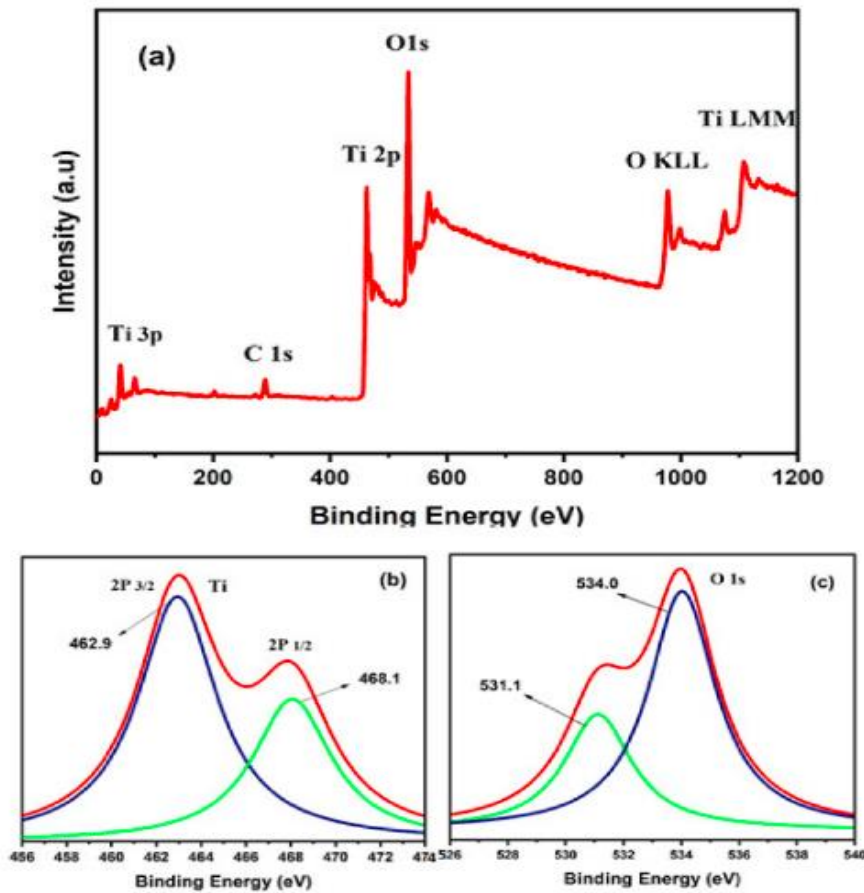 (a)
O1s
Ti 2p
Ti LMM
O KLL
Ti 3p
C 1s
Intensity (a.u)
0 200 400 600 800 1000 1200
Binding Energy (eV)
(b)
2P 3/2 Ti
462.9
2P 1/2
468.1
456 458 460 462 464 466 468 470 472 474
Binding Energy (eV)
(c)
O 1s
534.0
531.1
526 528 530 532 534 536 538 540
Binding Energy (eV)